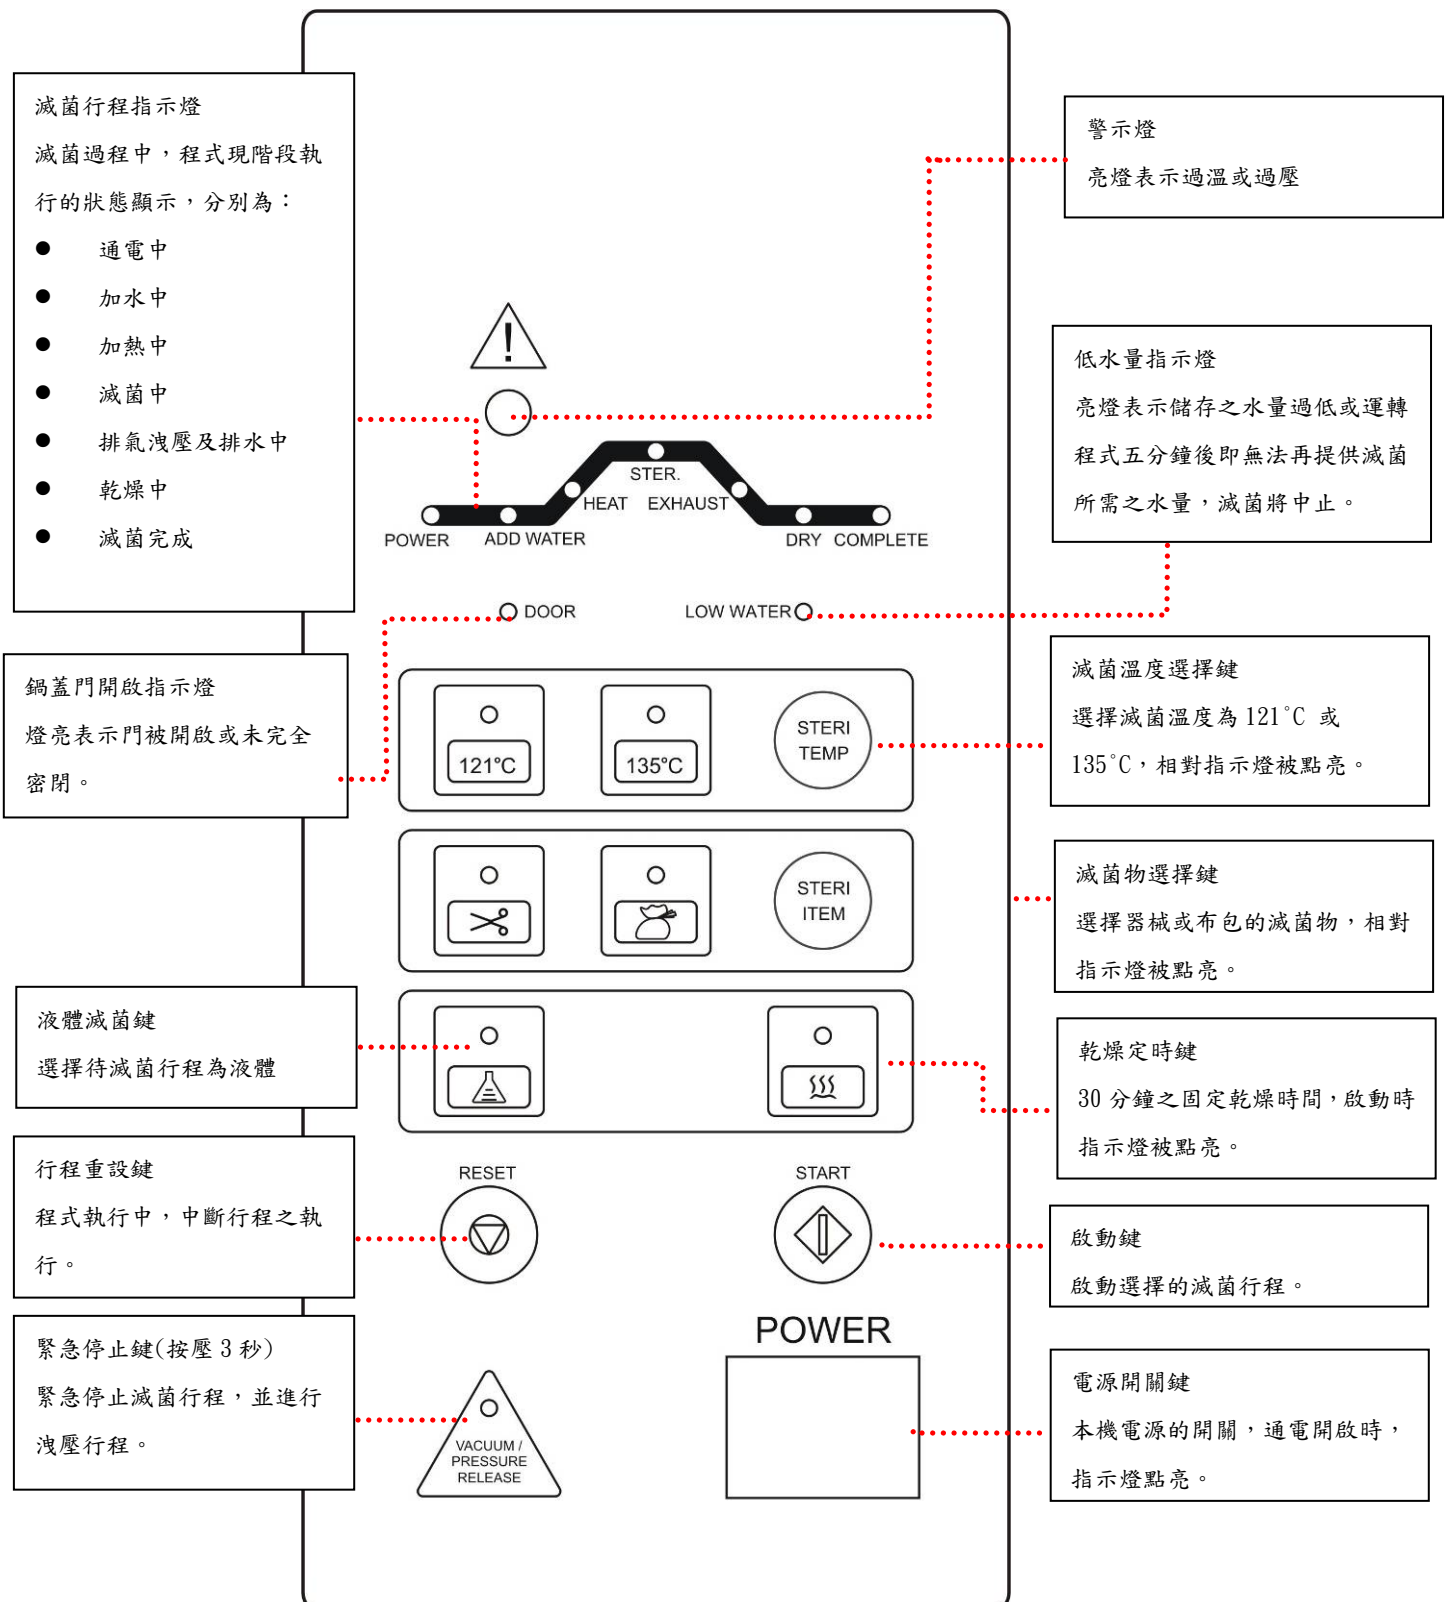 滅菌行程指示燈
滅菌過程中，程式現階段執
行的狀態顯示，分別為：
● 通電中
● 加水中
● 加熱中
● 滅菌中
● 排氣洩壓及排水中
● 乾燥中
● 滅菌完成
警示燈
亮燈表示過溫或過壓
低水量指示燈
亮燈表示儲存之水量過低或運轉
程式五分鐘後即無法再提供滅菌
所需之水量，滅菌將中止。
!
STER.
HEAT EXHAUST
POWER ADD WATER DRY COMPLETE
DOOR LOW WATER
鍋蓋門開啟指示燈
燈亮表示門被開啟或未完全
密閉。
121°C 135°C
STERI
TEMP
滅菌溫度選擇鍵
選擇滅菌溫度為 121°C 或
135°C，相對指示燈被點亮。
STERI
ITEM
滅菌物選擇鍵
選擇器械或布包的滅菌物，相對
指示燈被點亮。
液體滅菌鍵
選擇待滅菌行程為液體
乾燥定時鍵
30 分鐘之固定乾燥時間，啟動時
指示燈被點亮。
行程重設鍵
程式執行中，中斷行程之執
行。
RESET START
啟動鍵
啟動選擇的滅菌行程。
緊急停止鍵(按壓 3 秒)
緊急停止滅菌行程，並進行
洩壓行程。
VACUUM /
PRESSURE
RELEASE
POWER
電源開關鍵
本機電源的開關，通電開啟時，
指示燈點亮。